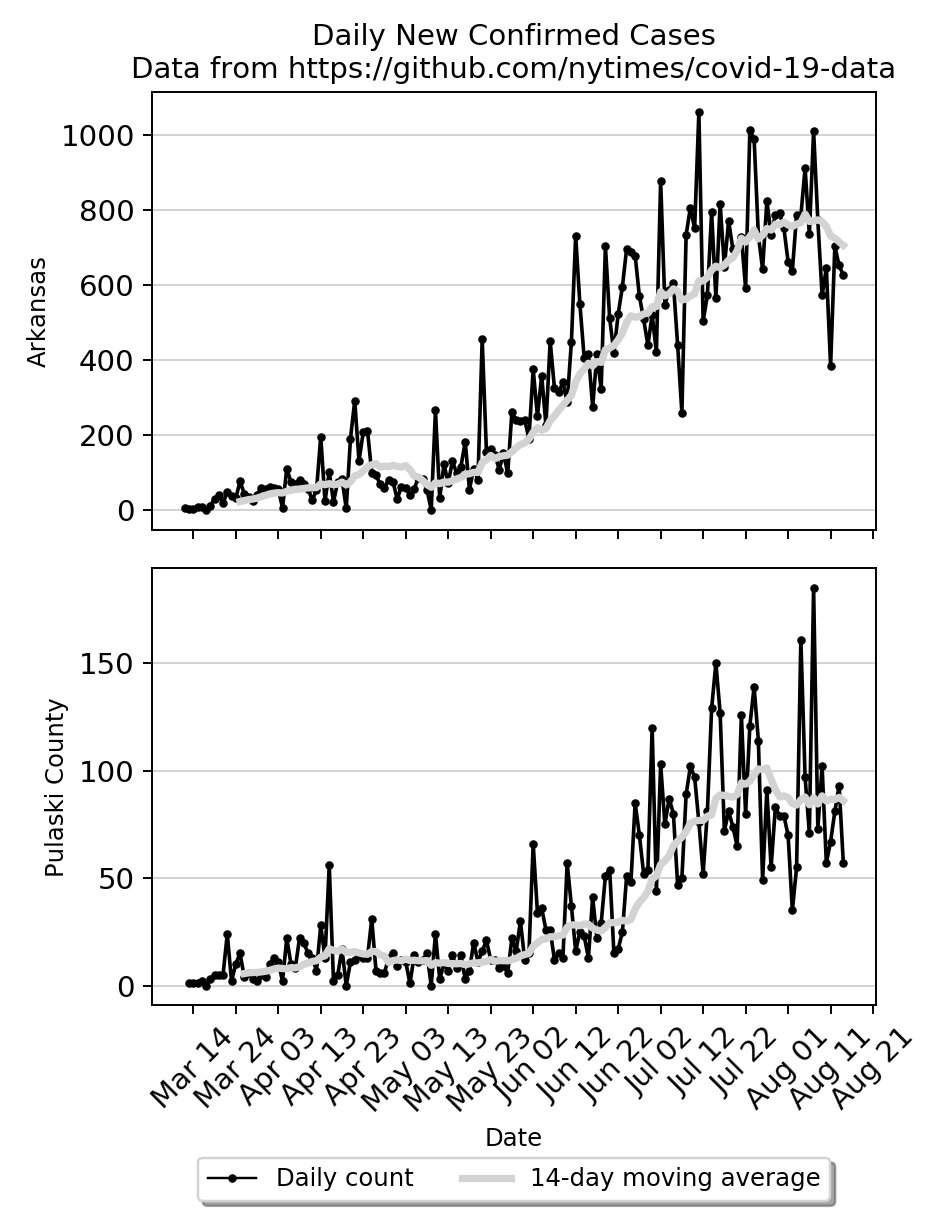 Daily New Confirmed Cases
Data from https://github.com/nytimes/covid-19-data
1000
800
600
400
200
0
Arkansas
150
100
50
0
Pulaski County
Mar 14
Mar 24
Apr 03
Apr 13
Apr 23
May 03
May 13
May 23
Jun 02
Jun 12
Jun 22
Jul 02
Jul 12
Jul 22
Aug 01
Aug 11
Aug 21
Date
Daily count
14-day moving average